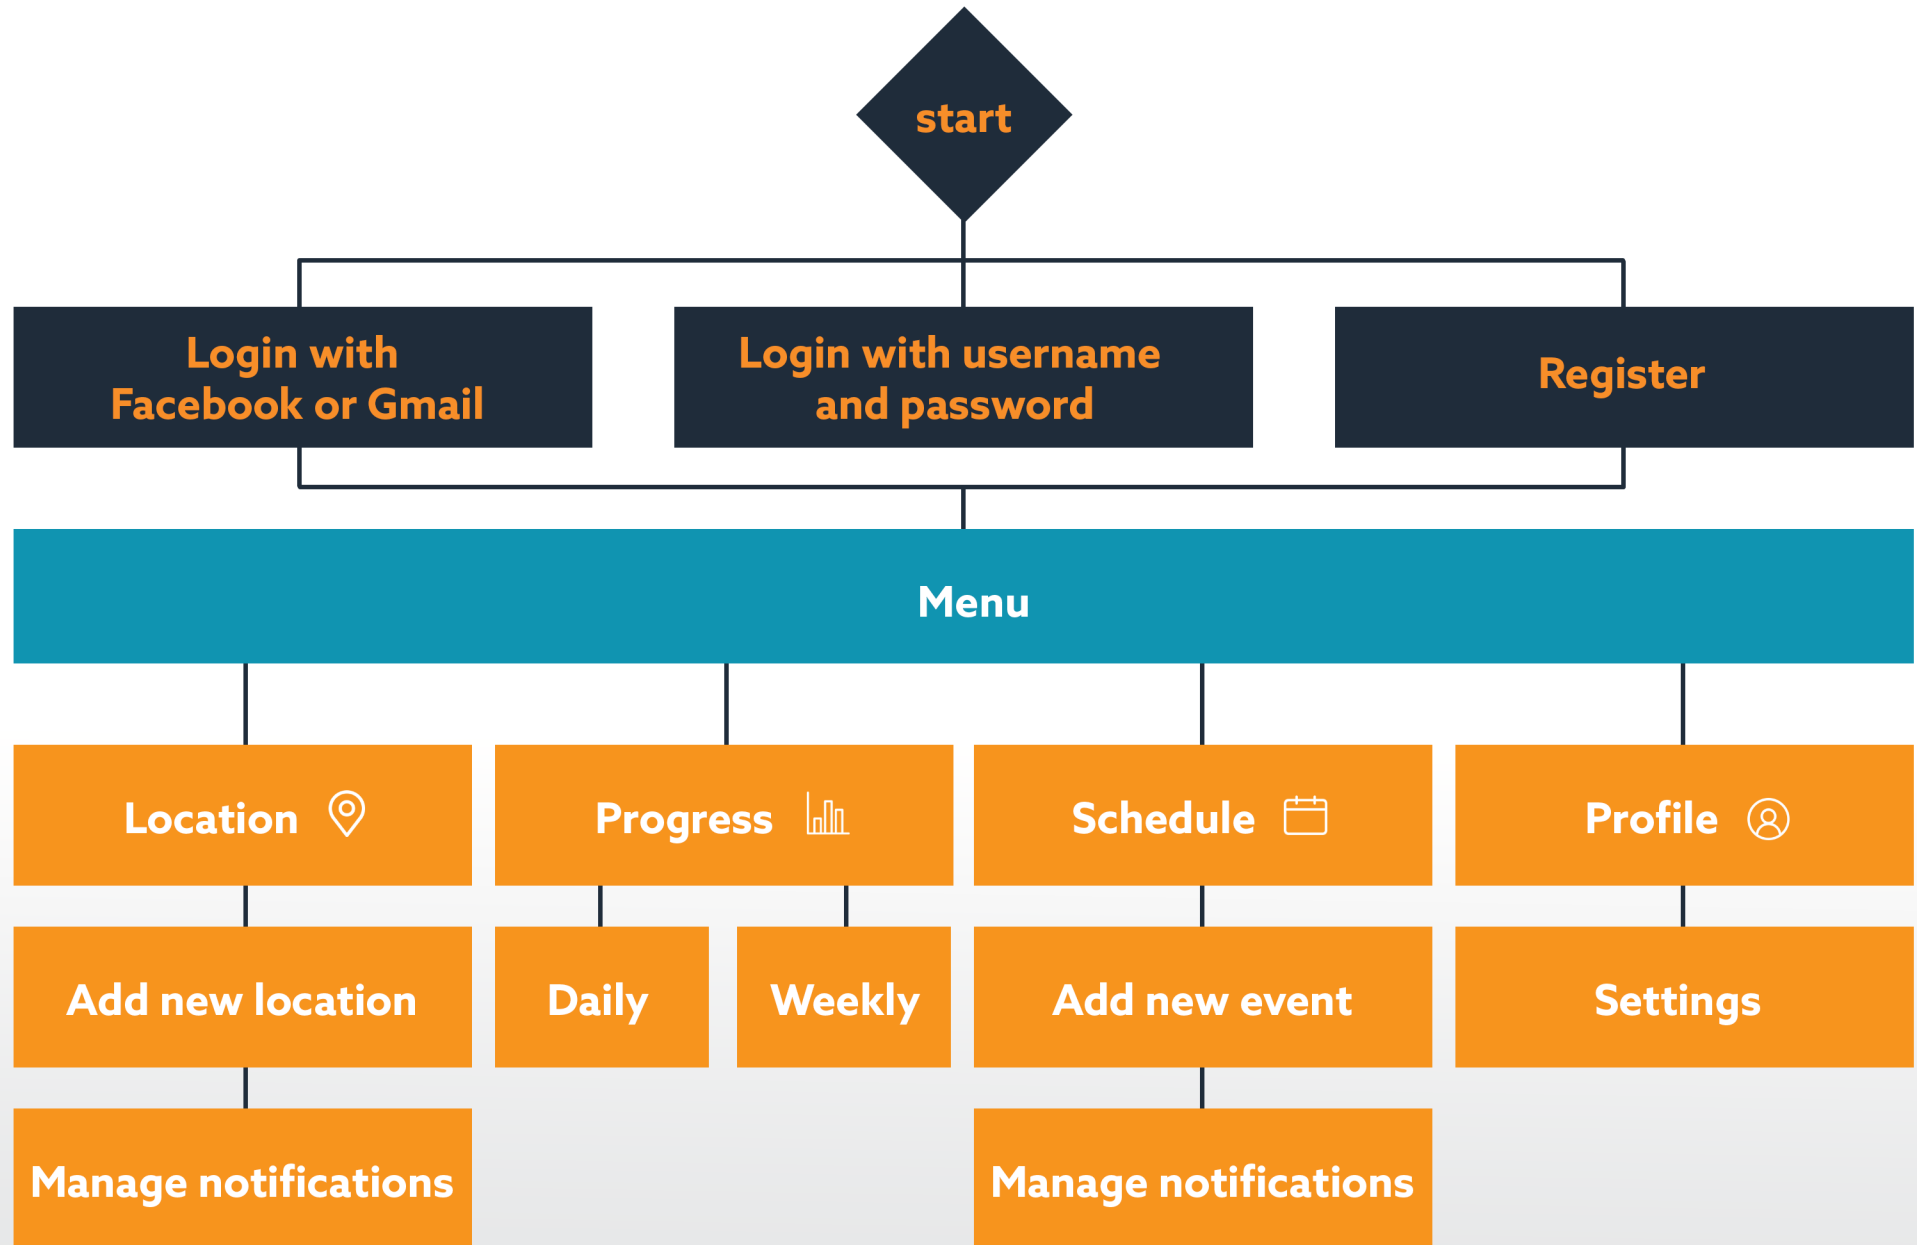 start
Login with
Facebook or Gmail
Login with username
and password
Register
Menu
Location
Progress
Schedule
Profile
Add new location
Daily
Weekly
Add new event
Settings
Manage notifications
Manage notifications